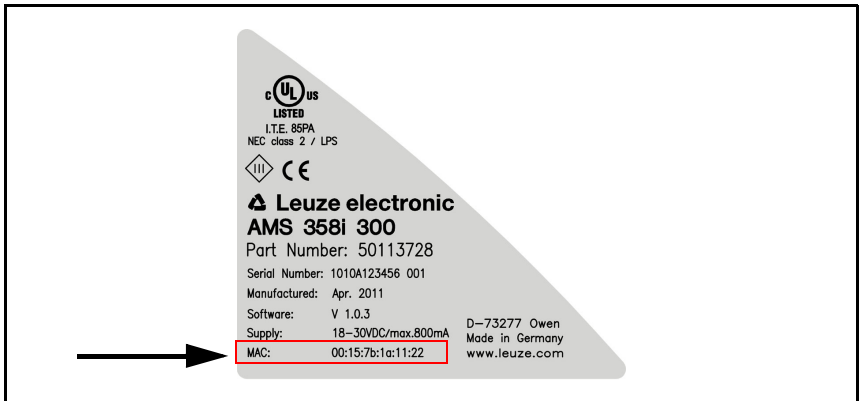 C UL US
LISTED
I.T.E. 85PA
NEC class 2 / LPS
III CE
Leuze electronic
AMS 358i 300
Part Number: 50113728
Serial Number: 1010A123456 001
Manufactured: Apr. 2011
Software: V 1.0.3
Supply: 18-30VDC/max.800mA
MAC: 00:15:7b:1a:11:22
D-73277 Owen
Made in Germany
www.leuze.com